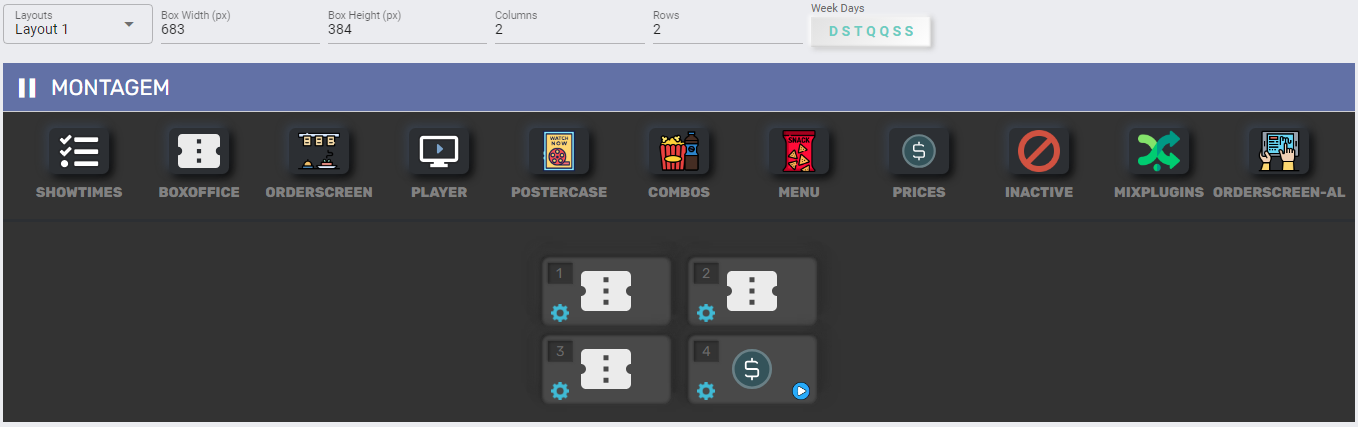 Layouts
Layout 1
Box Width (px)
683
Box Height (px)
384
Columns
2
Rows
2
Week Days
D S T Q Q S S
MONTAGEM
WATCH NOW
SNACK
SHOWTIMES
BOXOFFICE
ORDERSCREEN
PLAYER
POSTERCASE
COMBOS
MENU
PRICES
INACTIVE
MIXPLUGINS
ORDERSCREEN-AL
1
2
3
4